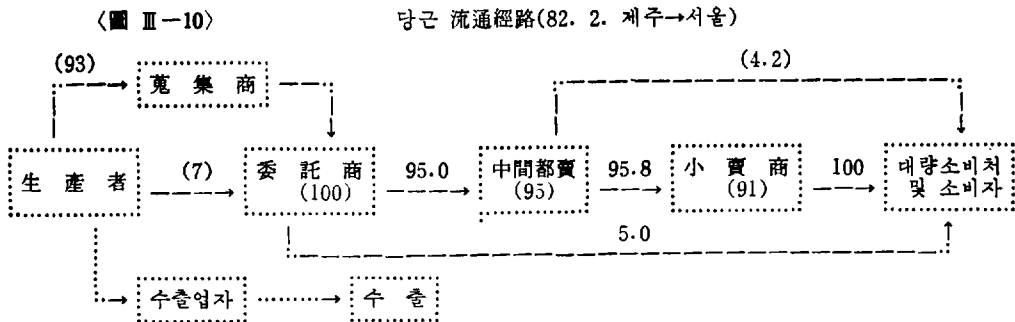 〈圖 Ⅲ-10〉 당근 流通經路(82. 2. 제주→서울)
(93) (4.2)
蒐集商
生產者 (7) 委託商 95.0 中間都賣 95.8 小賣商 100 대량소비처
(100) (95) (91) 및 소비자
5.0
수출업자 수출